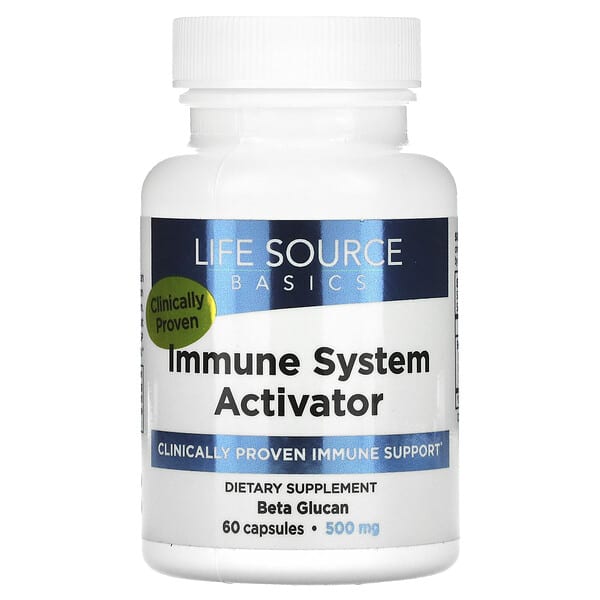 LIFE SOURCE
BASICS
Clinically
Proven
Immune System
Activator
CLINICALLY PROVEN IMMUNE SUPPORT*
DIETARY SUPPLEMENT
Beta Glucan
60 capsules • 500 mg